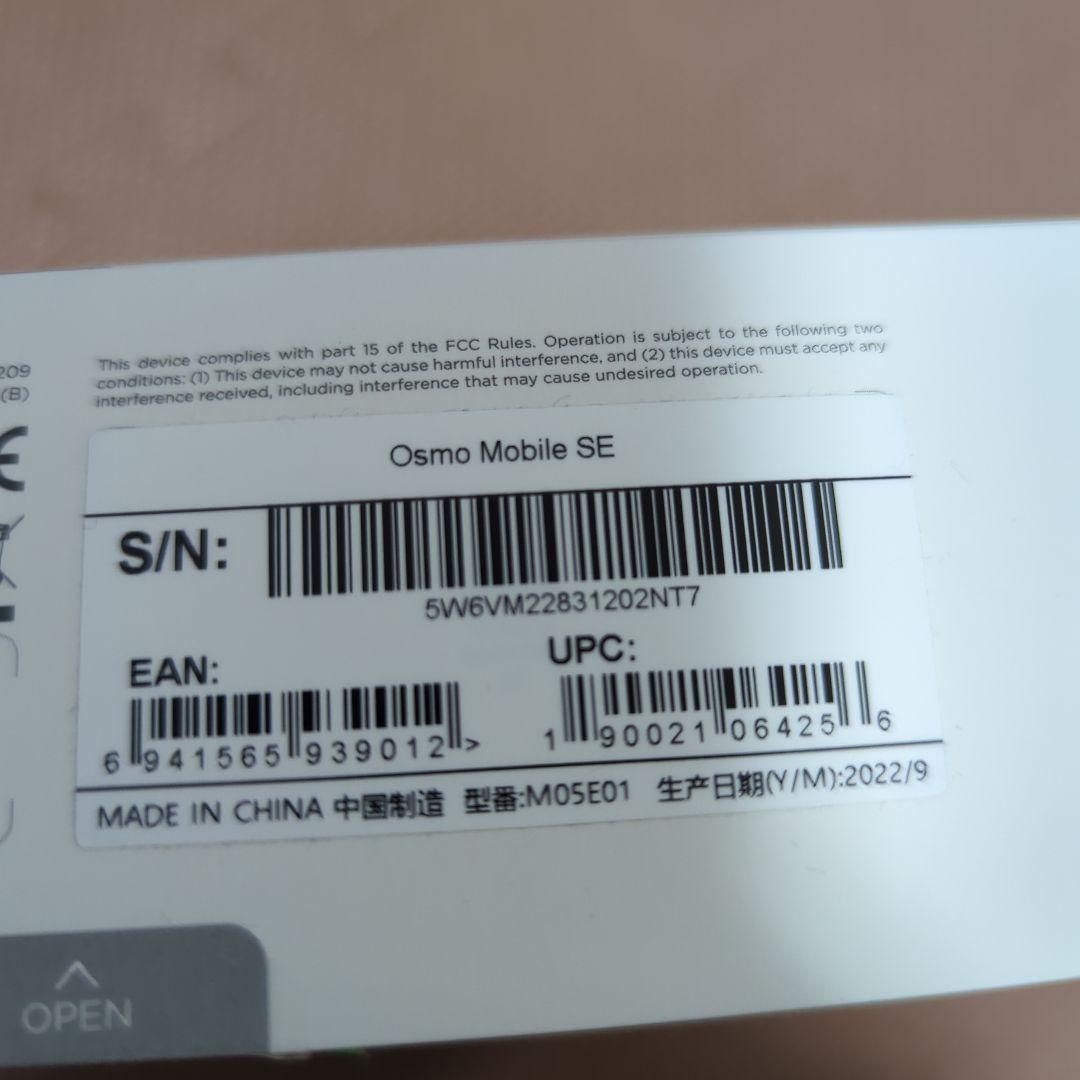 This device complies with part 15 of the FCC Rules. Operation is subject to the following two
conditions: (1) This device may not cause harmful interference, and (2) this device must accept any
interference received, including interference that may cause undesired operation.
209
(B)
CE
Osmo Mobile SE
S/N:
5W6VM22831202NT7
EAN:
6 941565 939012 >
UPC:
1 90021 06425 6
MADE IN CHINA 中国制造 型番:M05E01 生产日期(Y/M):2022/9
OPEN